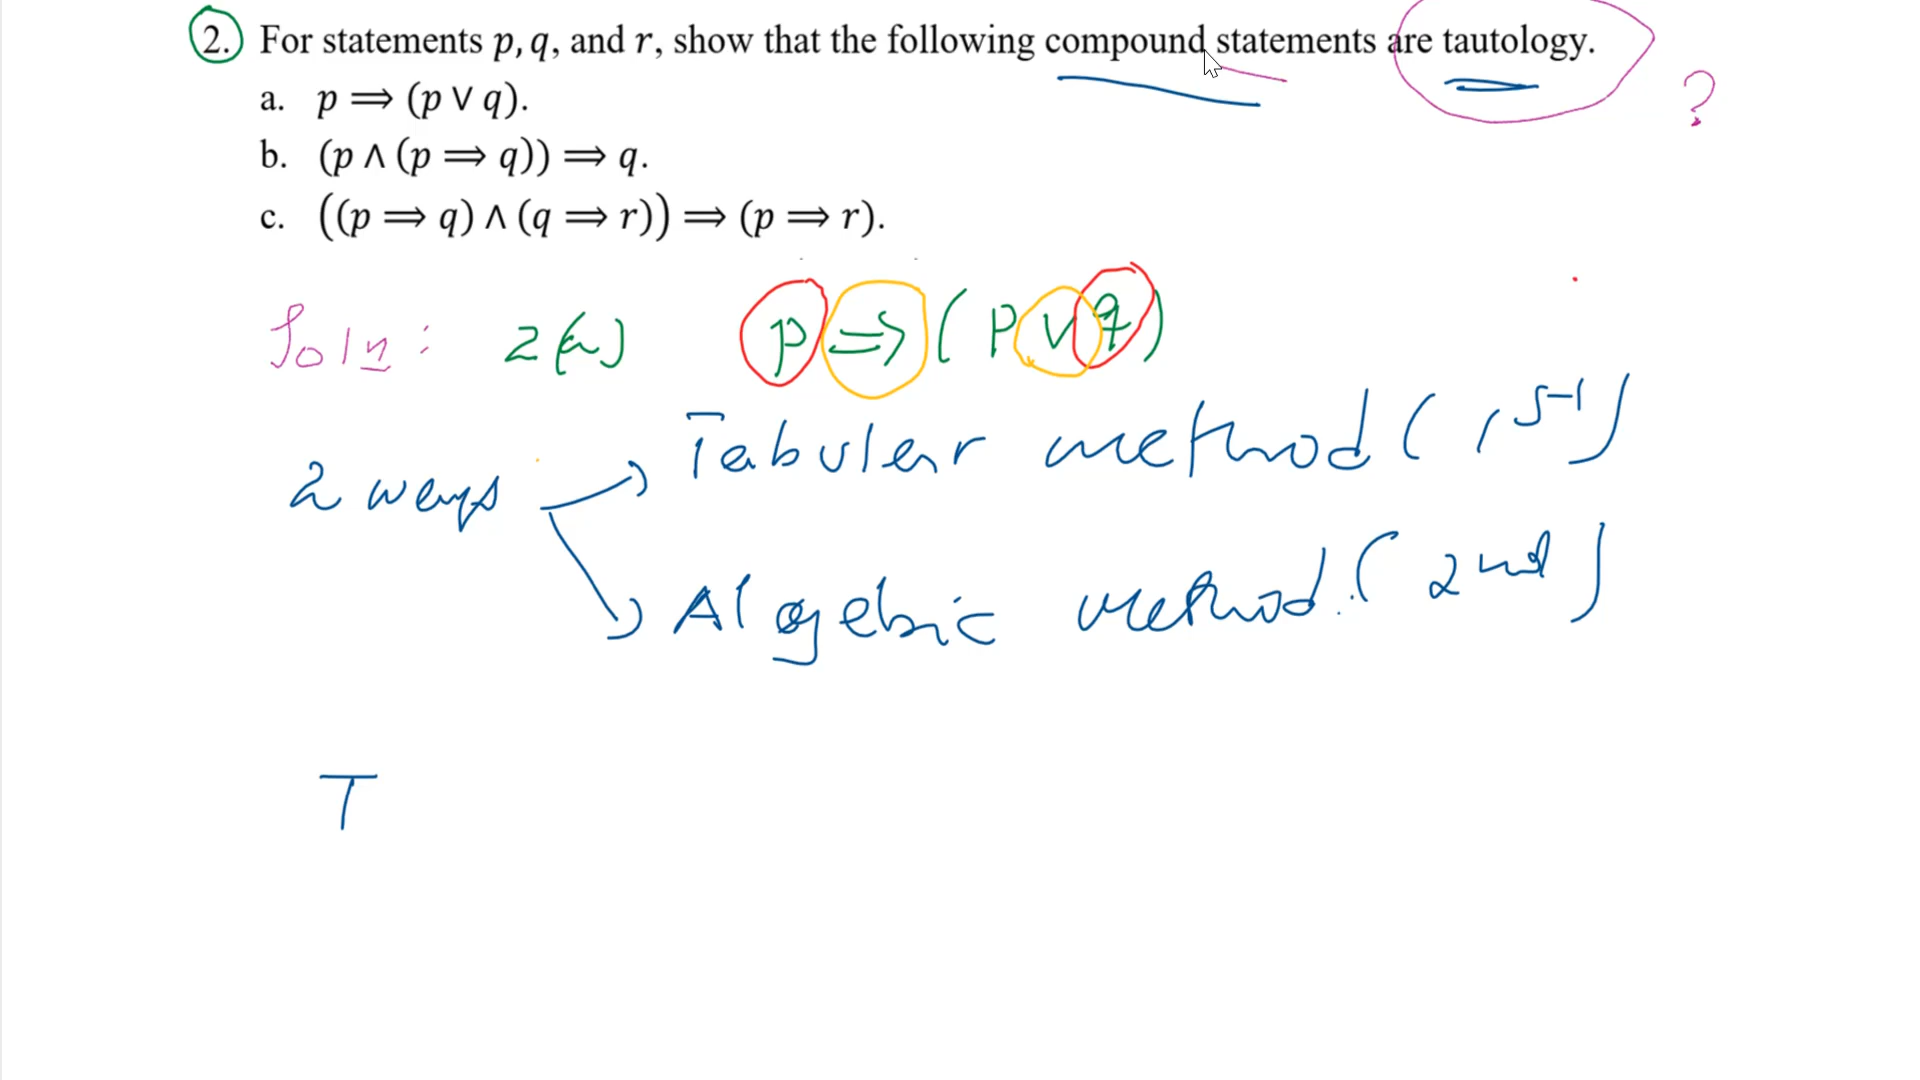 2. For statements p, q, and r, show that the following compound statements are tautology.
a. p ⟹ (p ∨ q).
?
b. (p ∧ (p ⟹ q)) ⟹ q.
c. ((p ⟹ q) ∧ (q ⟹ r)) ⟹ (p ⟹ r).
Soln: 2(a) p ⇒ (p ∨ q)
Tabular method (1st)
2 ways
Algebric method. (2nd)
T